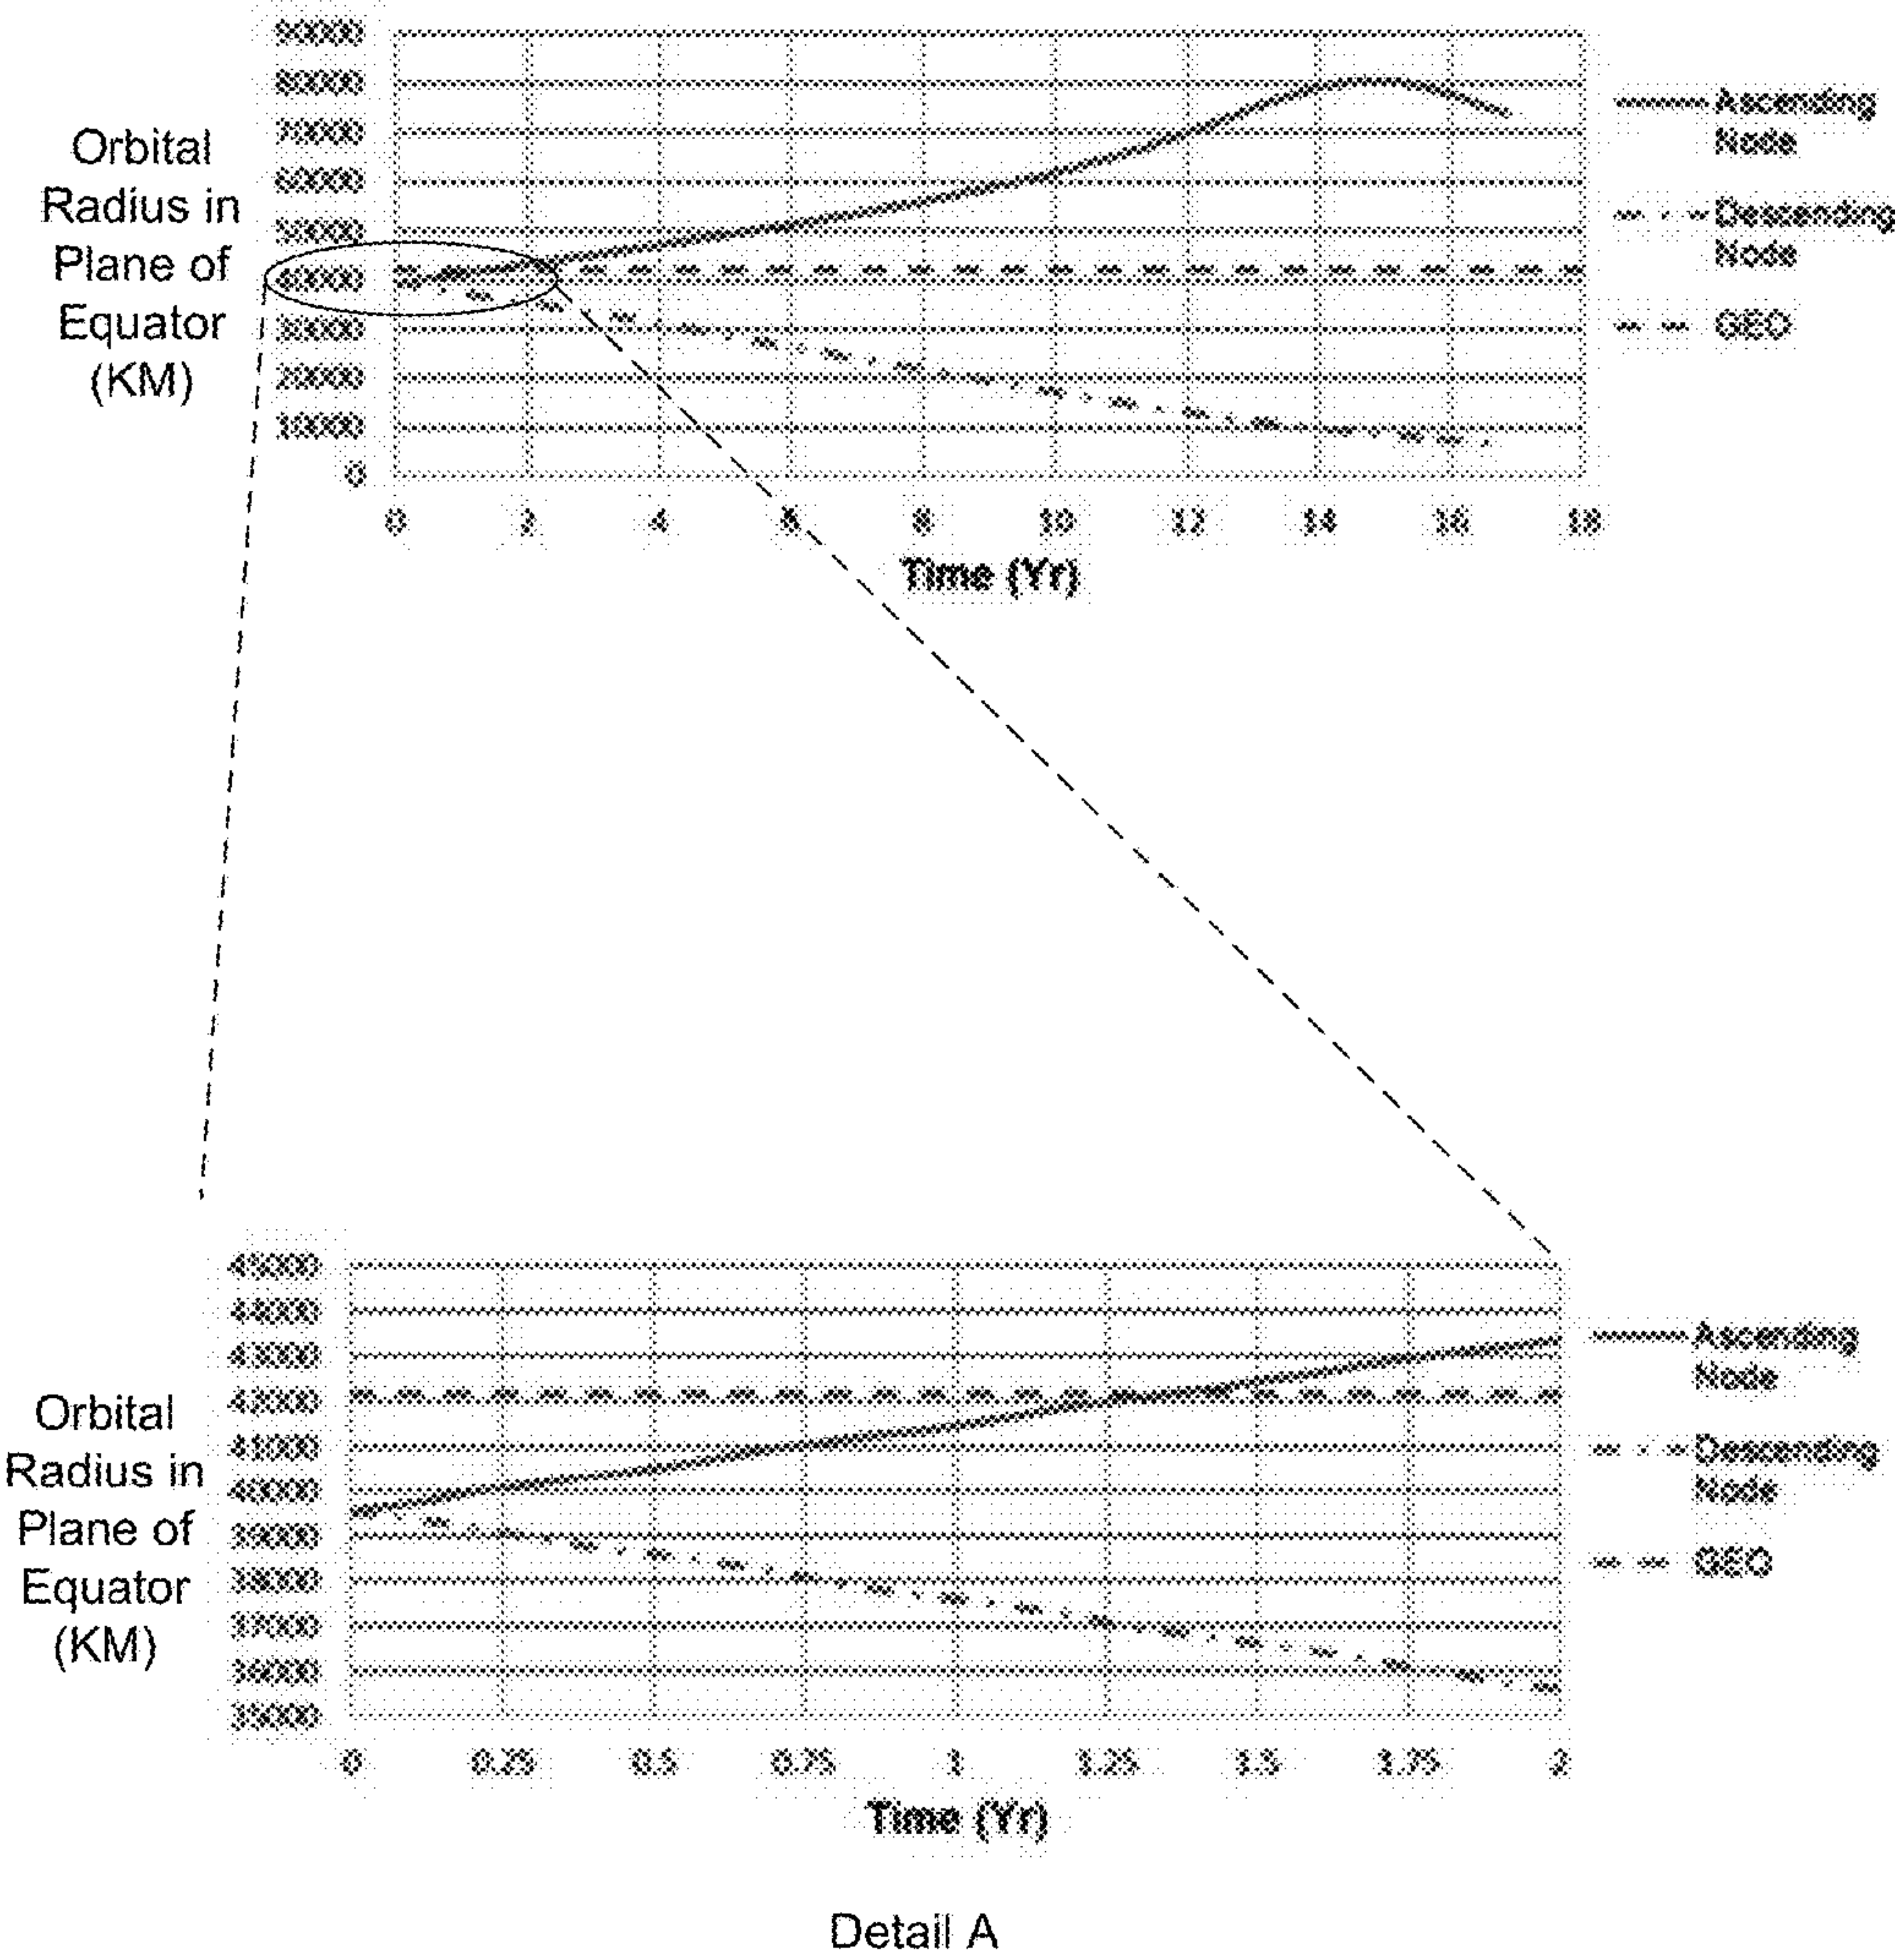 90000
80000
70000
60000
50000
40000
30000
20000
10000
0
Orbital
Radius in
Plane of
Equator
(KM)
0 2 4 6 8 10 12 14 16 18
Time (Yr)
Ascending
Node
Descending
Node
GEO
45000
44000
43000
42000
41000
40000
39000
38000
37000
36000
35000
Orbital
Radius in
Plane of
Equator
(KM)
0 0.25 0.5 0.75 1 1.25 1.5 1.75 2
Time (Yr)
Ascending
Node
Descending
Node
GEO
Detail A